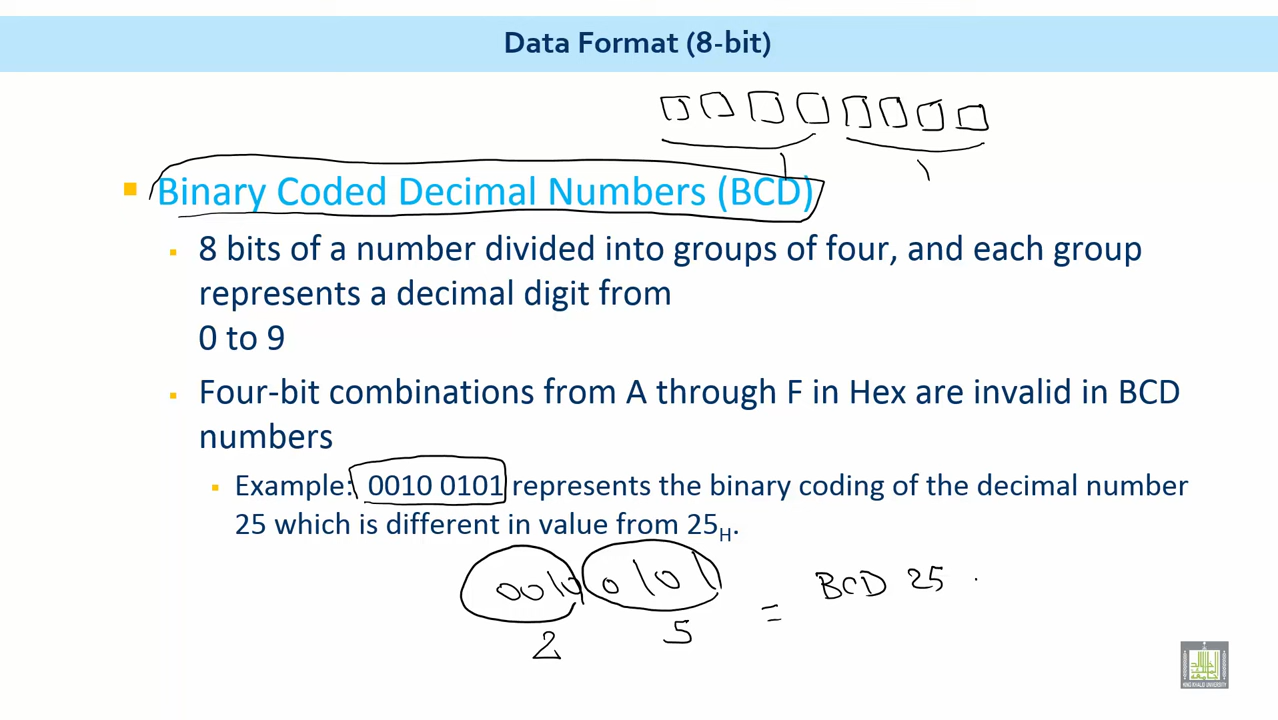 Data Format (8-bit)
Binary Coded Decimal Numbers (BCD)
8 bits of a number divided into groups of four, and each group
represents a decimal digit from
0 to 9
Four-bit combinations from A through F in Hex are invalid in BCD
numbers
Example: 0010 0101 represents the binary coding of the decimal number
25 which is different in value from 25H.
0010 0101 = BCD 25
2 5
KING KHALID UNIVERSITY